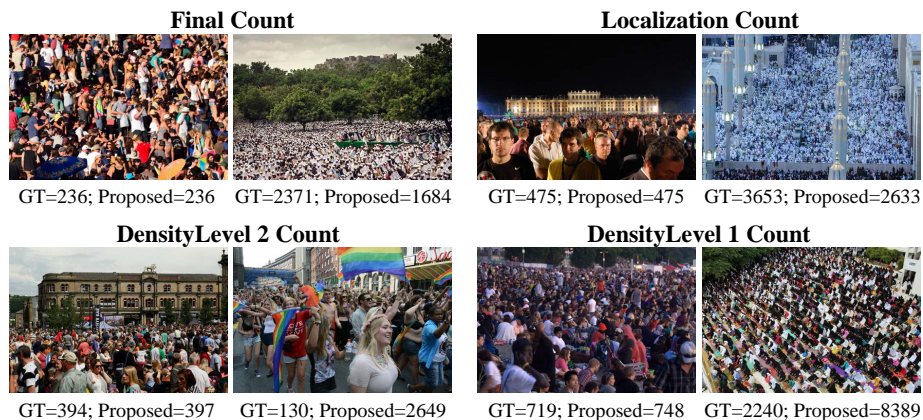 Final Count
Localization Count
GT=236; Proposed=236
GT=2371; Proposed=1684
GT=475; Proposed=475
GT=3653; Proposed=2633
DensityLevel 2 Count
DensityLevel 1 Count
GT=394; Proposed=397
GT=130; Proposed=2649
GT=719; Proposed=748
GT=2240; Proposed=8389